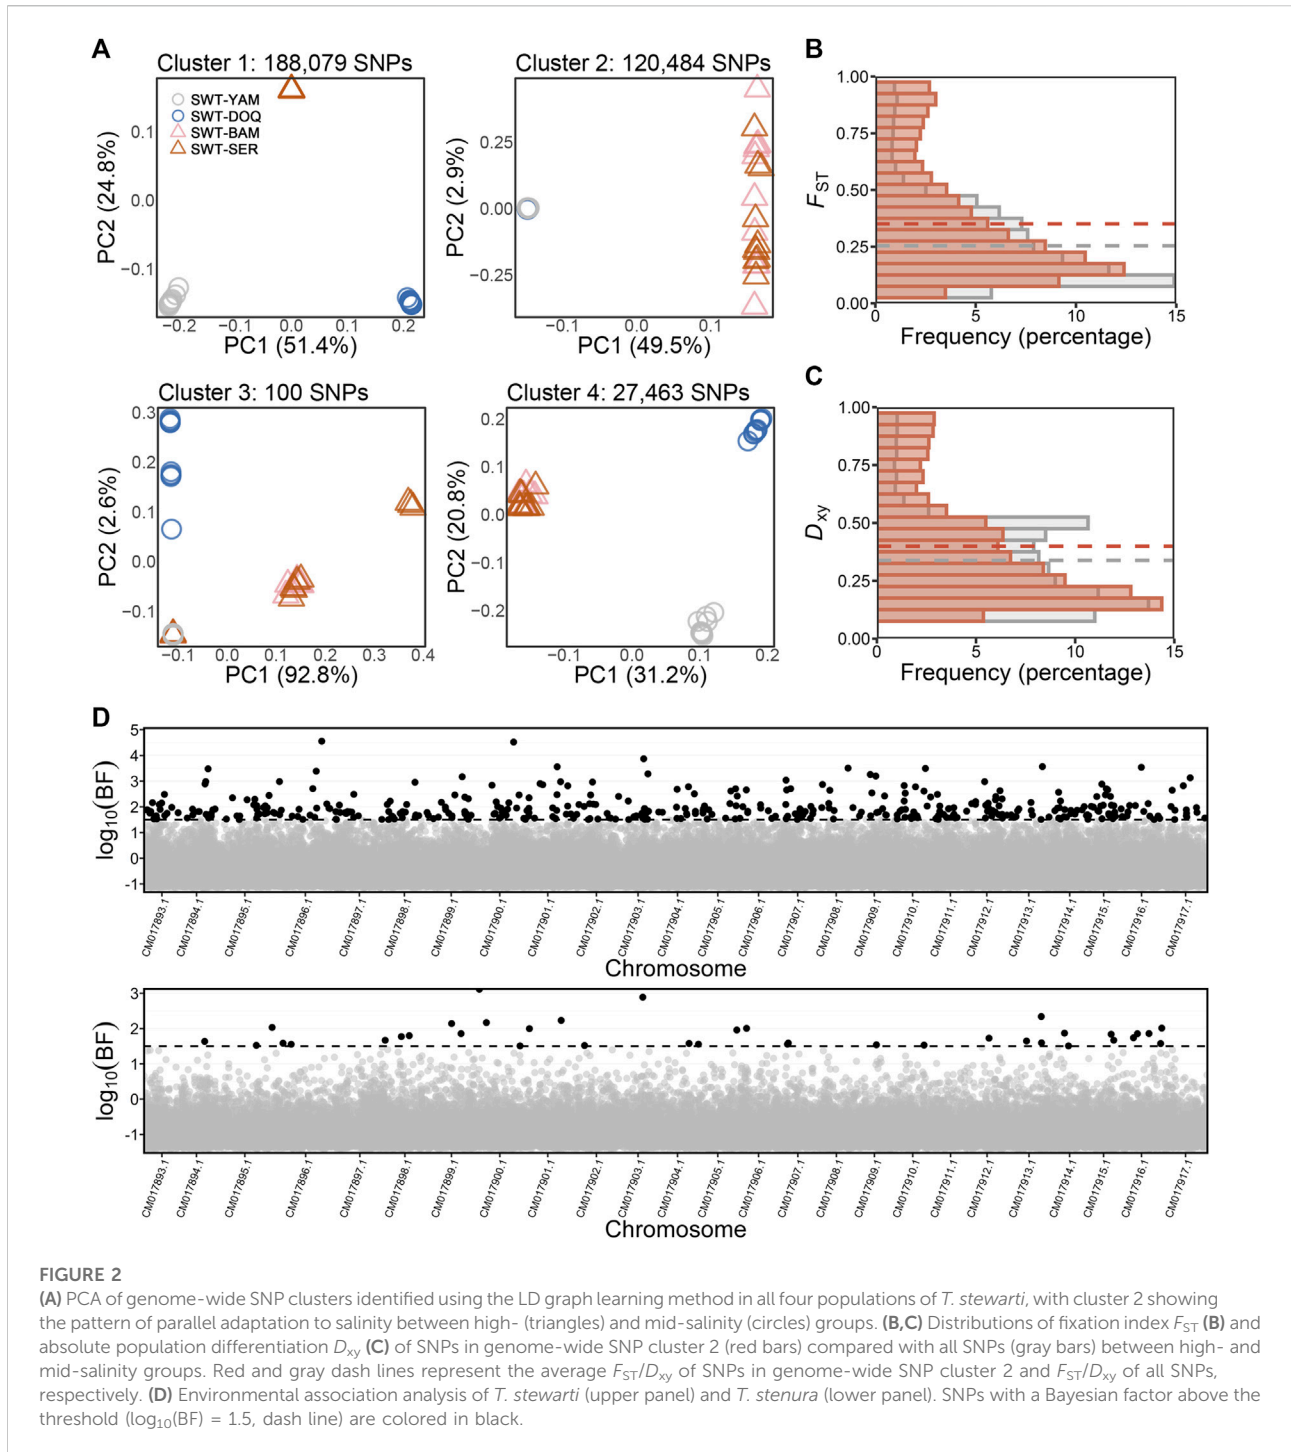 A
Cluster 1: 188,079 SNPs
SWT-YAM
SWT-DOQ
SWT-BAM
SWT-SER
PC2 (24.8%)
0.1
0.0
−0.1
−0.2 −0.1 0.0 0.1 0.2
PC1 (51.4%)
Cluster 2: 120,484 SNPs
PC2 (2.9%)
0.25
0.00
−0.25
−0.1 0.0 0.1
PC1 (49.5%)
Cluster 3: 100 SNPs
PC2 (2.6%)
0.3
0.2
0.1
0.0
−0.1
−0.1 0.0 0.1 0.2 0.3 0.4
PC1 (92.8%)
Cluster 4: 27,463 SNPs
PC2 (20.8%)
0.2
0.1
0.0
−0.1
−0.2
−0.1 0.0 0.1 0.2
PC1 (31.2%)
B
FST
1.00
0.75
0.50
0.25
0.00
0 5 10 15
Frequency (percentage)
C
Dxy
1.00
0.75
0.50
0.25
0.00
0 5 10 15
Frequency (percentage)
D
log10(BF)
5
4
3
2
1
0
-1
CM017893.1 CM017894.1 CM017895.1 CM017896.1 CM017897.1 CM017898.1 CM017899.1 CM017900.1 CM017901.1 CM017902.1 CM017903.1 CM017904.1 CM017905.1 CM017906.1 CM017907.1 CM017908.1 CM017909.1 CM017910.1 CM017911.1 CM017912.1 CM017913.1 CM017914.1 CM017915.1 CM017916.1 CM017917.1
Chromosome
log10(BF)
3
2
1
0
-1
CM017893.1 CM017894.1 CM017895.1 CM017896.1 CM017897.1 CM017898.1 CM017899.1 CM017900.1 CM017901.1 CM017902.1 CM017903.1 CM017904.1 CM017905.1 CM017906.1 CM017907.1 CM017908.1 CM017909.1 CM017910.1 CM017911.1 CM017912.1 CM017913.1 CM017914.1 CM017915.1 CM017916.1 CM017917.1
Chromosome
FIGURE 2
(A) PCA of genome-wide SNP clusters identified using the LD graph learning method in all four populations of T. stewarti, with cluster 2 showing
the pattern of parallel adaptation to salinity between high- (triangles) and mid-salinity (circles) groups. (B,C) Distributions of fixation index FST (B) and
absolute population differentiation Dxy (C) of SNPs in genome-wide SNP cluster 2 (red bars) compared with all SNPs (gray bars) between high- and
mid-salinity groups. Red and gray dash lines represent the average FST/Dxy of SNPs in genome-wide SNP cluster 2 and FST/Dxy of all SNPs,
respectively. (D) Environmental association analysis of T. stewarti (upper panel) and T. stenura (lower panel). SNPs with a Bayesian factor above the
threshold (log10(BF) = 1.5, dash line) are colored in black.